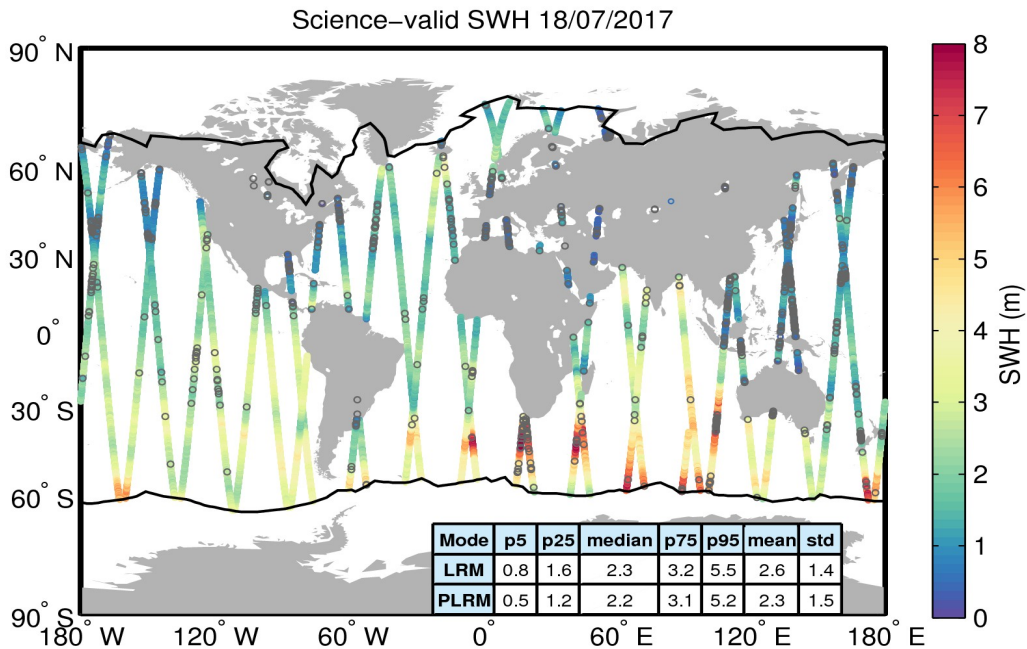 Science−valid SWH 18/07/2017
90° N
60° N
30° N
0°
30° S
60° S
90° S
180° W
120° W
60° W
0°
60° E
120° E
180° E
8
7
6
5
4
3
2
1
0
SWH (m)
Mode p5 p25 median p75 p95 mean std
LRM 0.8 1.6 2.3 3.2 5.5 2.6 1.4
PLRM 0.5 1.2 2.2 3.1 5.2 2.3 1.5